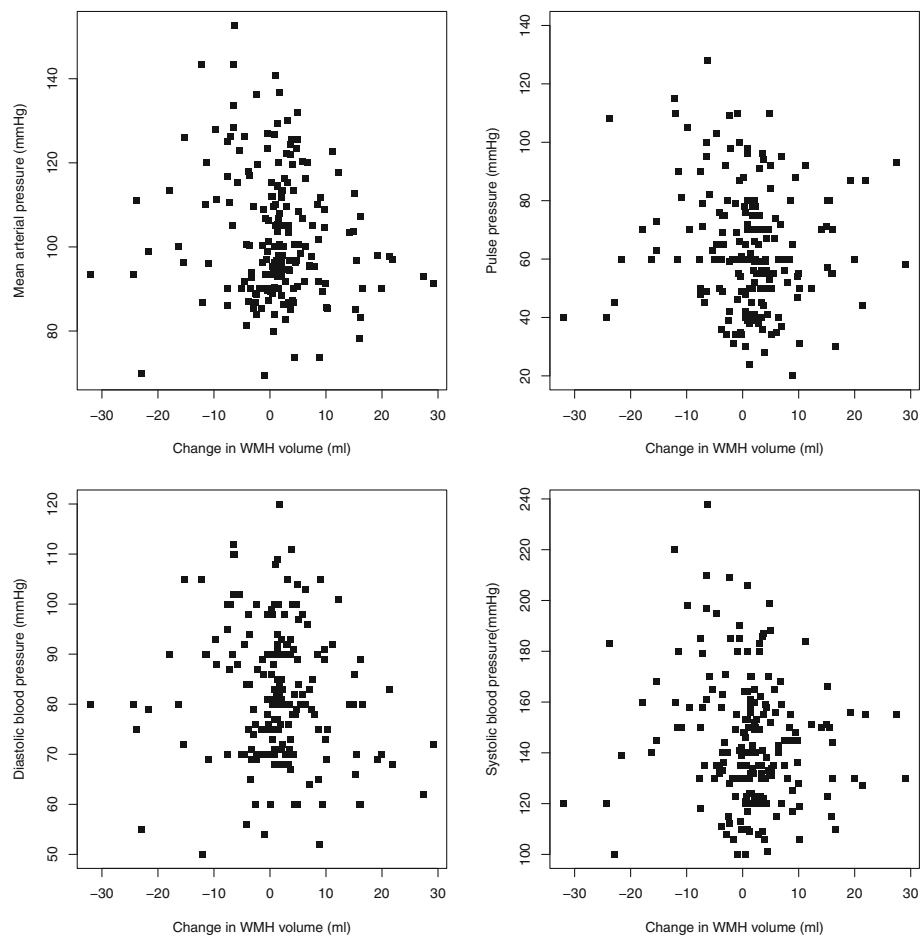 Mean arterial pressure (mmHg)
140
120
100
80
−30 −20 −10 0 10 20 30
Change in WMH volume (ml)
Pulse pressure (mmHg)
140
120
100
80
60
40
20
−30 −20 −10 0 10 20 30
Change in WMH volume (ml)
Diastolic blood pressure (mmHg)
120
110
100
90
80
70
60
50
−30 −20 −10 0 10 20 30
Change in WMH volume (ml)
Systolic blood pressure(mmHg)
240
220
200
180
160
140
120
100
−30 −20 −10 0 10 20 30
Change in WMH volume (ml)